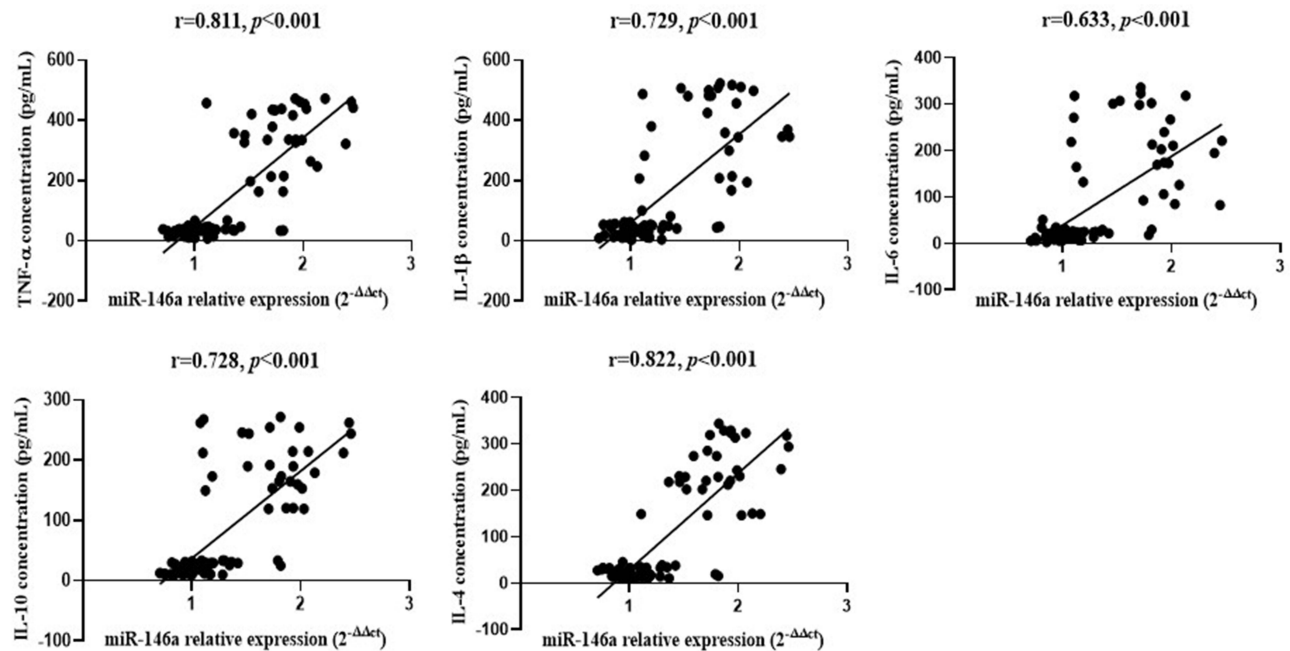 r=0.811, p<0.001
TNF-α concentration (pg/mL)
600
400
200
0
-200
1
2
3
miR-146a relative expression (2^-ΔΔct)
r=0.729, p<0.001
IL-1β concentration (pg/mL)
600
400
200
0
-200
1
2
3
miR-146a relative expression (2^-ΔΔct)
r=0.633, p<0.001
IL-6 concentration (pg/mL)
400
300
200
100
0
-100
1
2
3
miR-146a relative expression (2^-ΔΔct)
r=0.728, p<0.001
IL-10 concentration (pg/mL)
300
200
100
0
-100
1
2
3
miR-146a relative expression (2^-ΔΔct)
r=0.822, p<0.001
IL-4 concentration (pg/mL)
400
300
200
100
0
-100
1
2
3
miR-146a relative expression (2^-ΔΔct)